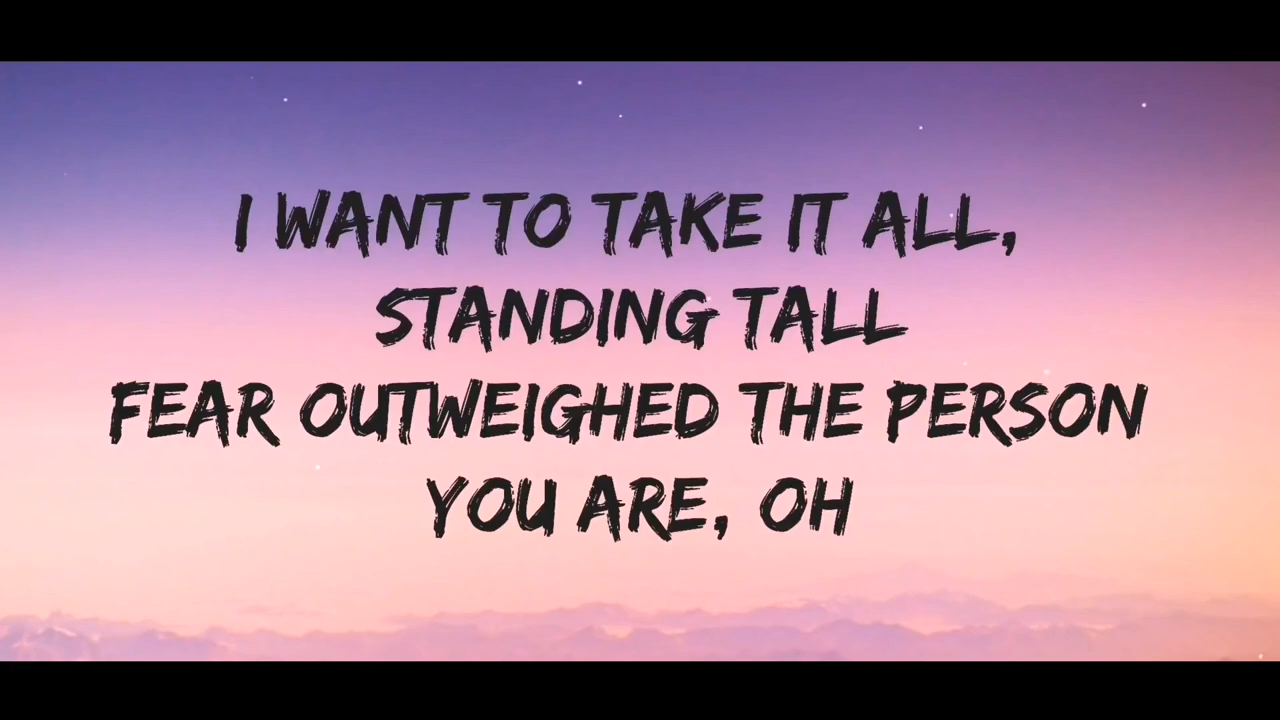 I WANT TO TAKE IT ALL,
STANDING TALL
FEAR OUTWEIGHED THE PERSON
YOU ARE, OH